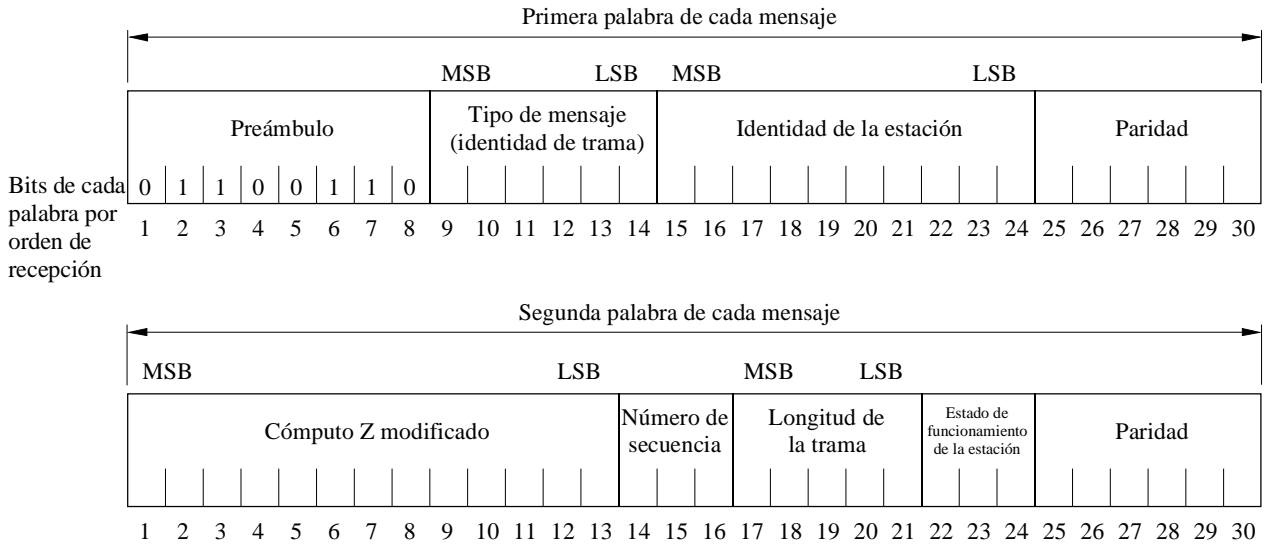 Primera palabra de cada mensaje
MSB LSB MSB LSB
Preámbulo
Tipo de mensaje
(identidad de trama)
Identidad de la estación
Paridad
Bits de cada
palabra por
orden de
recepción
0 1 1 0 0 1 1 0
1 2 3 4 5 6 7 8 9 10 11 12 13 14 15 16 17 18 19 20 21 22 23 24 25 26 27 28 29 30
Segunda palabra de cada mensaje
MSB LSB MSB LSB
Cómputo Z modificado
Número de
secuencia
Longitud de
la trama
Estado de
funcionamiento
de la estación
Paridad
1 2 3 4 5 6 7 8 9 10 11 12 13 14 15 16 17 18 19 20 21 22 23 24 25 26 27 28 29 30